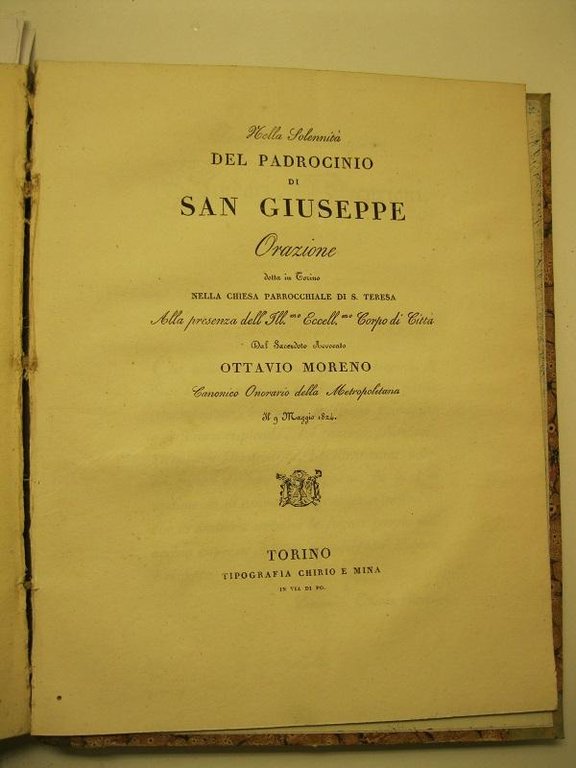 Nella Solennità
DEL PADROCINIO
DI
SAN GIUSEPPE
Orazione
detta in Torino
NELLA CHIESA PARROCCHIALE DI S. TERESA
Alla presenza dell' Ill.mo Eccell.mo Corpo di Città
Dal Sacerdote Avvocato
OTTAVIO MORENO
Canonico Onorario della Metropolitana
Il 9 Maggio 1824.
TORINO
TIPOGRAFIA CHIRIO E MINA
IN VIA DI PO.